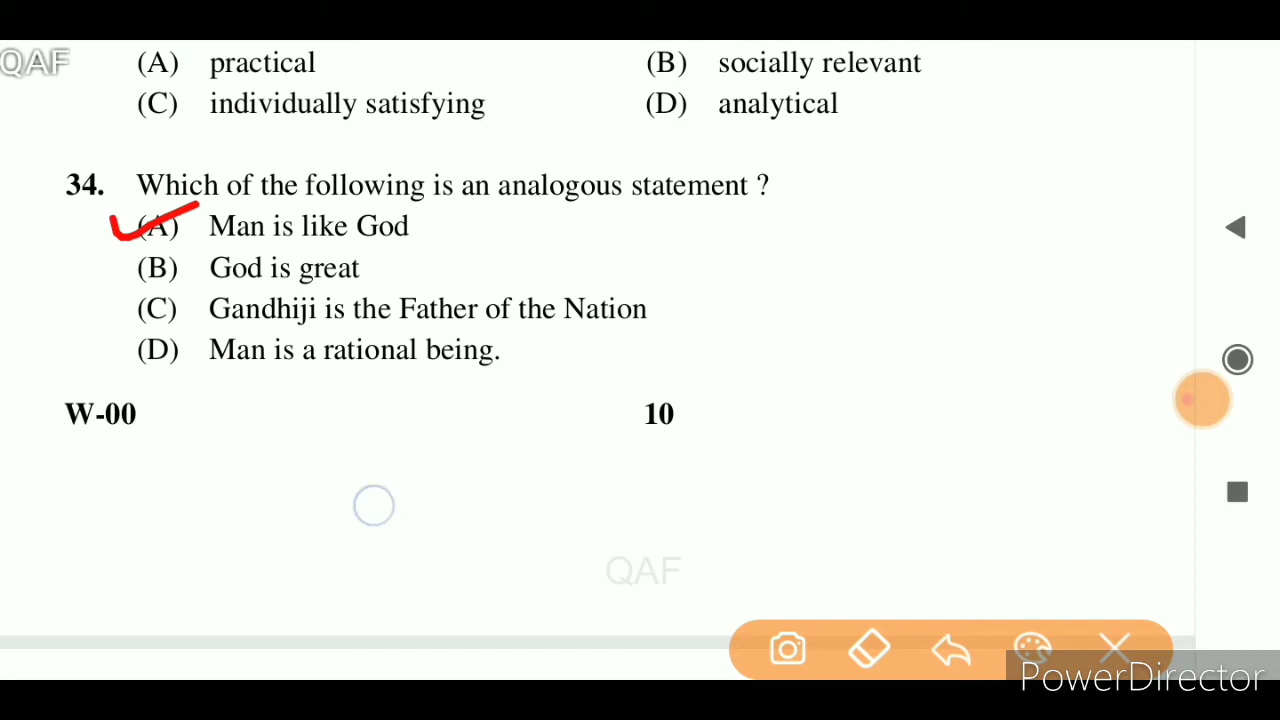 QAF
(A) practical (B) socially relevant
(C) individually satisfying (D) analytical
34. Which of the following is an analogous statement ?
(A) Man is like God
(B) God is great
(C) Gandhiji is the Father of the Nation
(D) Man is a rational being.
W-00 10
QAF
PowerDirector